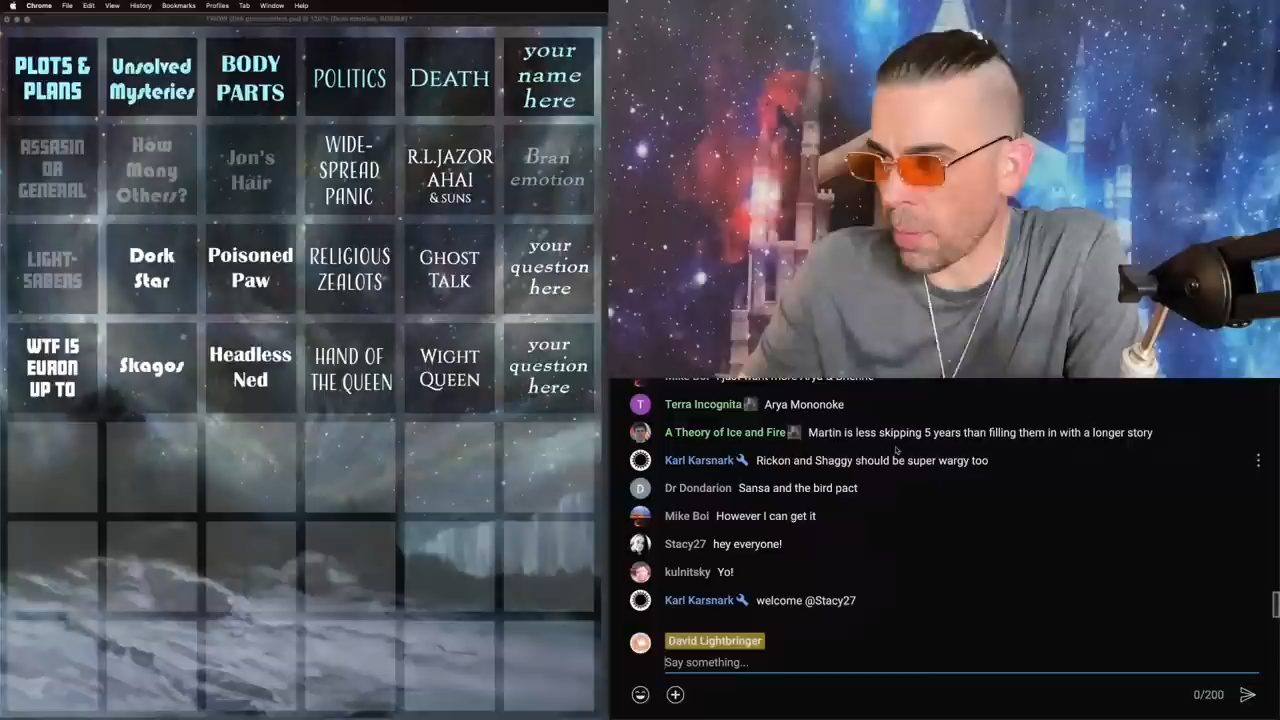 Chrome File Edit View History Bookmarks Profiles Tab Window Help
PLOTS &
PLANS
Unsolved
Mysteries
BODY
PARTS
POLITICS
DEATH
your
name
here
ASSASIN
OR
GENERAL
How
Many
Others?
Jon's
Hair
WIDE-
SPREAD
PANIC
R.L.JAZOR
AHAI
& SUNS
Bran
emotion
LIGHT-
SABERS
Dork
Star
Poisoned
Paw
RELIGIOUS
ZEALOTS
GHOST
TALK
your
question
here
WTF IS
EURON
UP TO
Skagos
Headless
Ned
HAND OF
THE QUEEN
WIGHT
QUEEN
your
question
here
T Terra Incognita Arya Mononoke
A Theory of Ice and Fire Martin is less skipping 5 years than filling them in with a longer story
Karl Karsnark Rickon and Shaggy should be super wargy too
D Dr Dondarion Sansa and the bird pact
Mike Boi However I can get it
Stacy27 hey everyone!
kulnitsky Yo!
Karl Karsnark welcome @Stacy27
David Lightbringer
Say something...
0/200